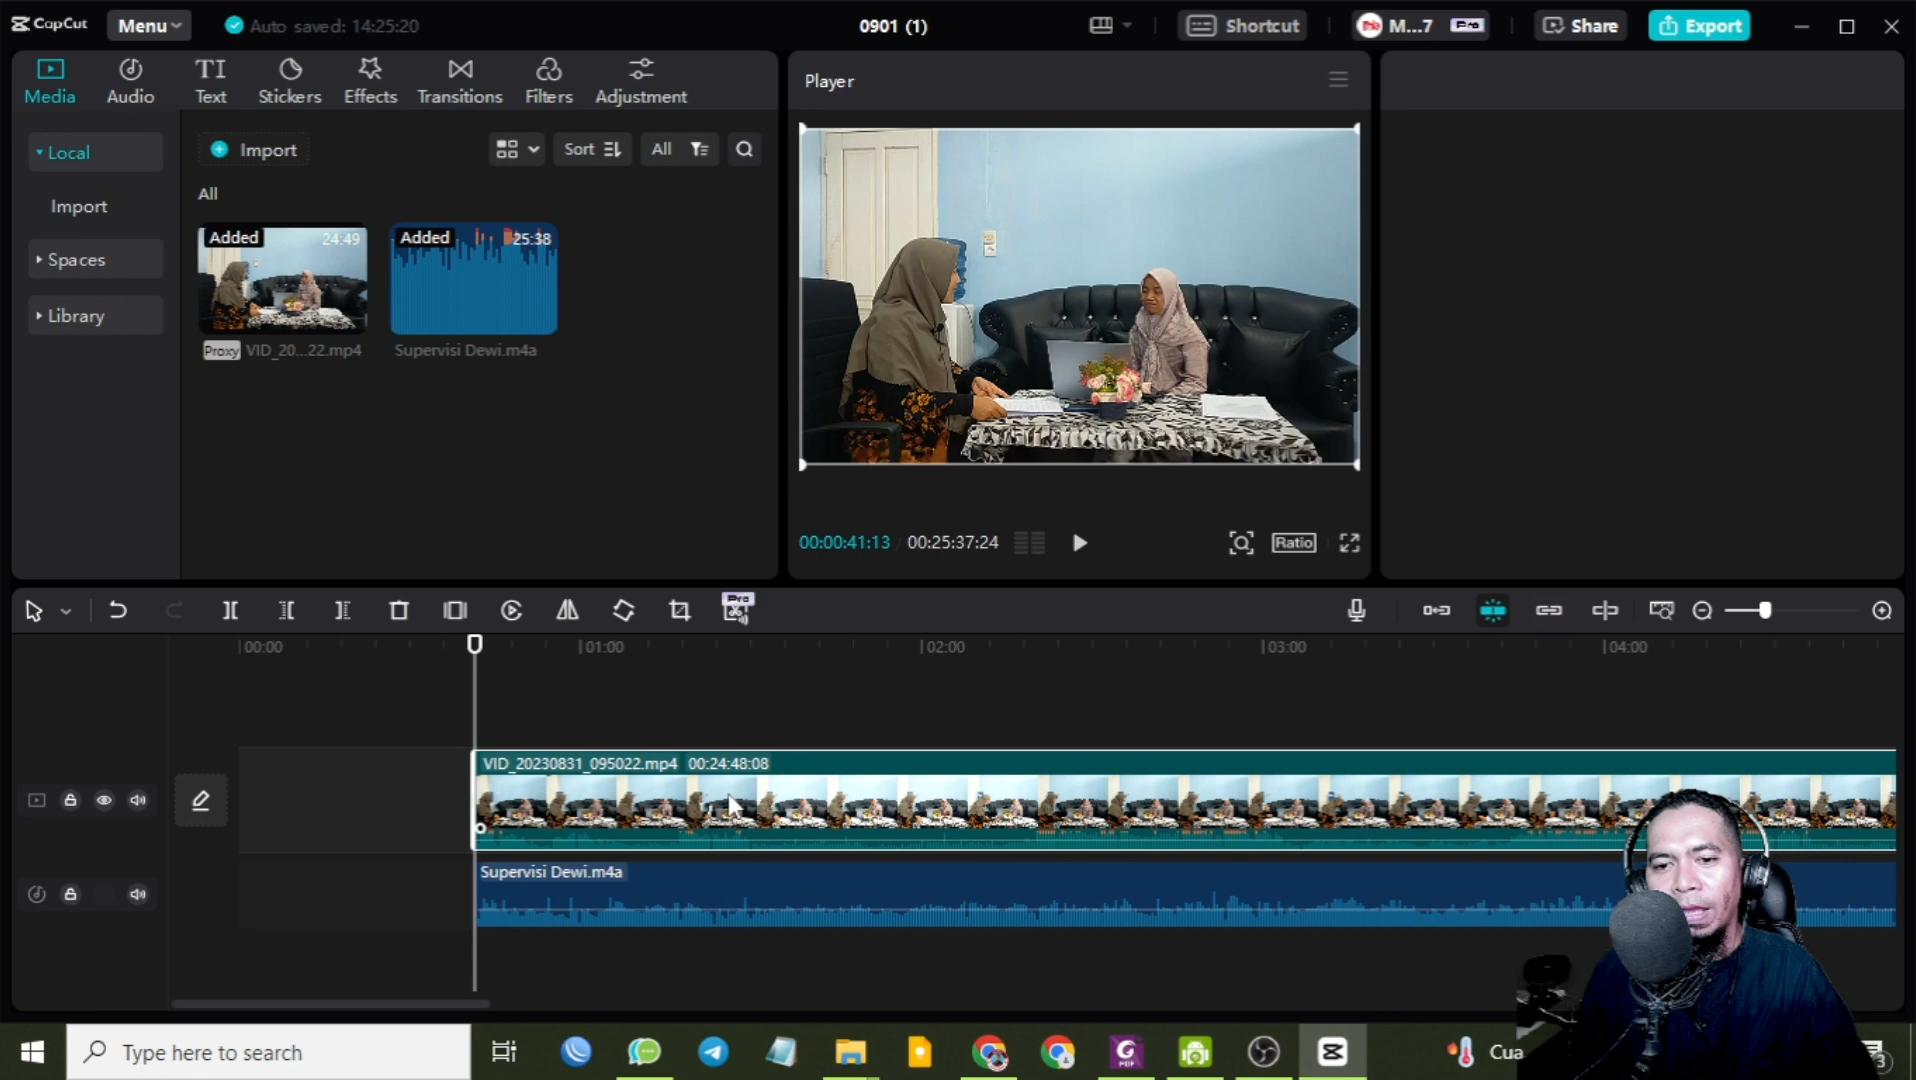 CapCut
Menu
Auto saved: 14:25:20
0901 (1)
Shortcut
M...7
Pro
Share
Export
Media
Audio
TI
Text
Stickers
Effects
Transitions
Filters
Adjustment
Player
Local
Import
Sort
All
Import
All
Spaces
Library
Added
24:49
Added
25:38
Proxy
VID_20...22.mp4
Supervisi Dewi.m4a
00:00:41:13
00:25:37:24
Ratio
Pro
00:00
01:00
02:00
03:00
04:00
VID_20230831_095022.mp4 00:24:48:08
Supervisi Dewi.m4a
Type here to search
Cua
3